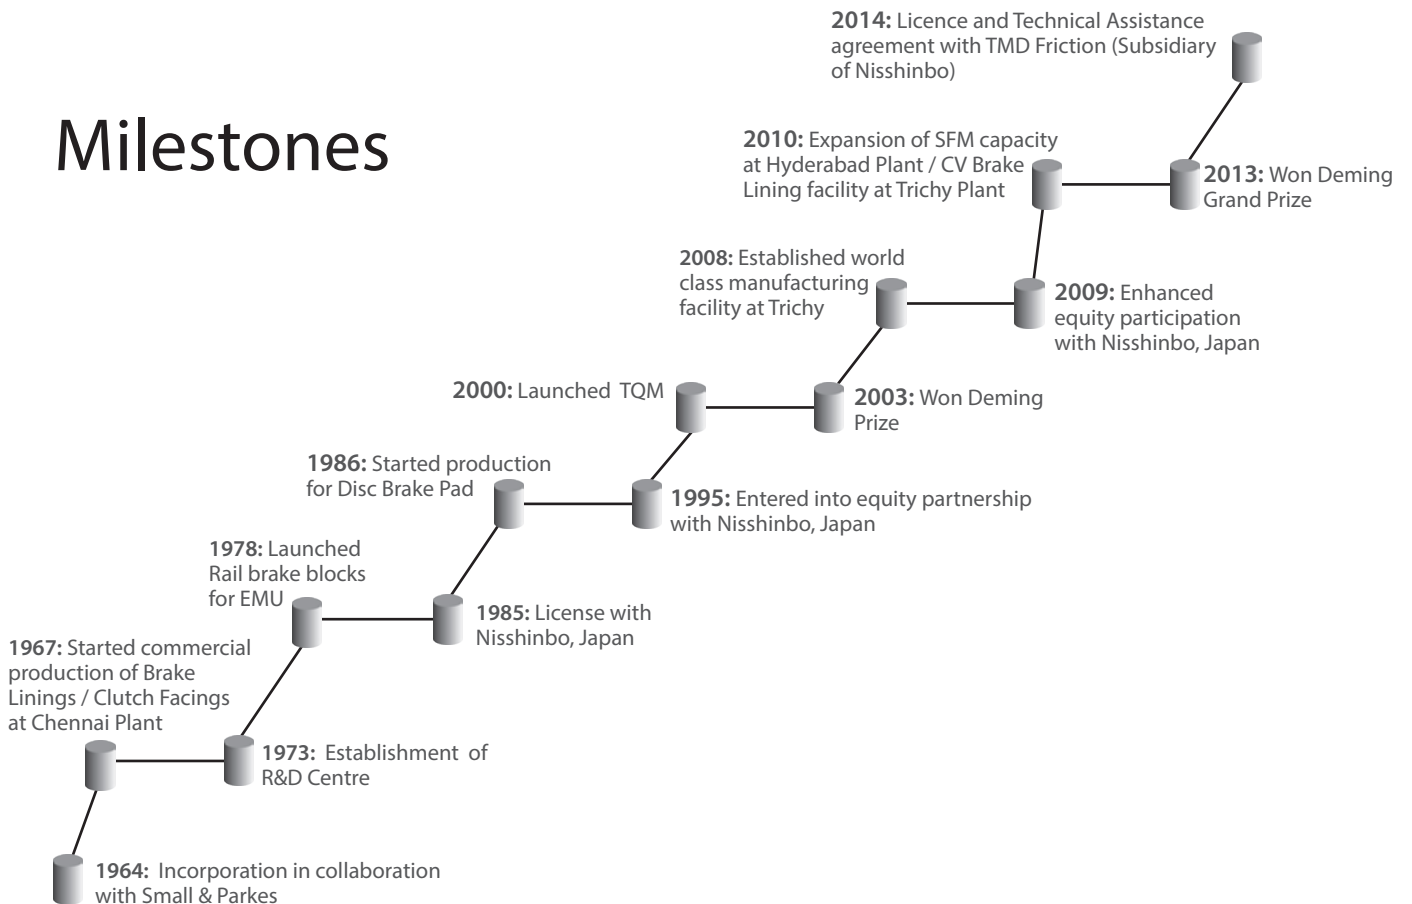 Milestones
2014: Licence and Technical Assistance
agreement with TMD Friction (Subsidiary
of Nisshinbo)
2010: Expansion of SFM capacity
at Hyderabad Plant / CV Brake
Lining facility at Trichy Plant
2013: Won Deming
Grand Prize
2008: Established world
class manufacturing
facility at Trichy
2009: Enhanced
equity participation
with Nisshinbo, Japan
2000: Launched TQM
2003: Won Deming
Prize
1986: Started production
for Disc Brake Pad
1995: Entered into equity partnership
with Nisshinbo, Japan
1978: Launched
Rail brake blocks
for EMU
1985: License with
Nisshinbo, Japan
1967: Started commercial
production of Brake
Linings / Clutch Facings
at Chennai Plant
1973: Establishment of
R&D Centre
1964: Incorporation in collaboration
with Small & Parkes